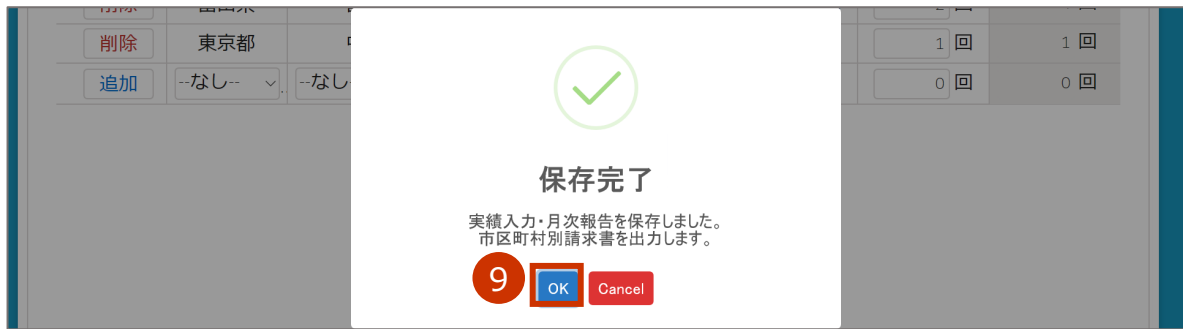 削除 東京都 1 回 1 回
追加 --なし-- --なし 0 回 0 回
保存完了
実績入力・月次報告を保存しました。
市区町村別請求書を出力します。
9 OK Cancel